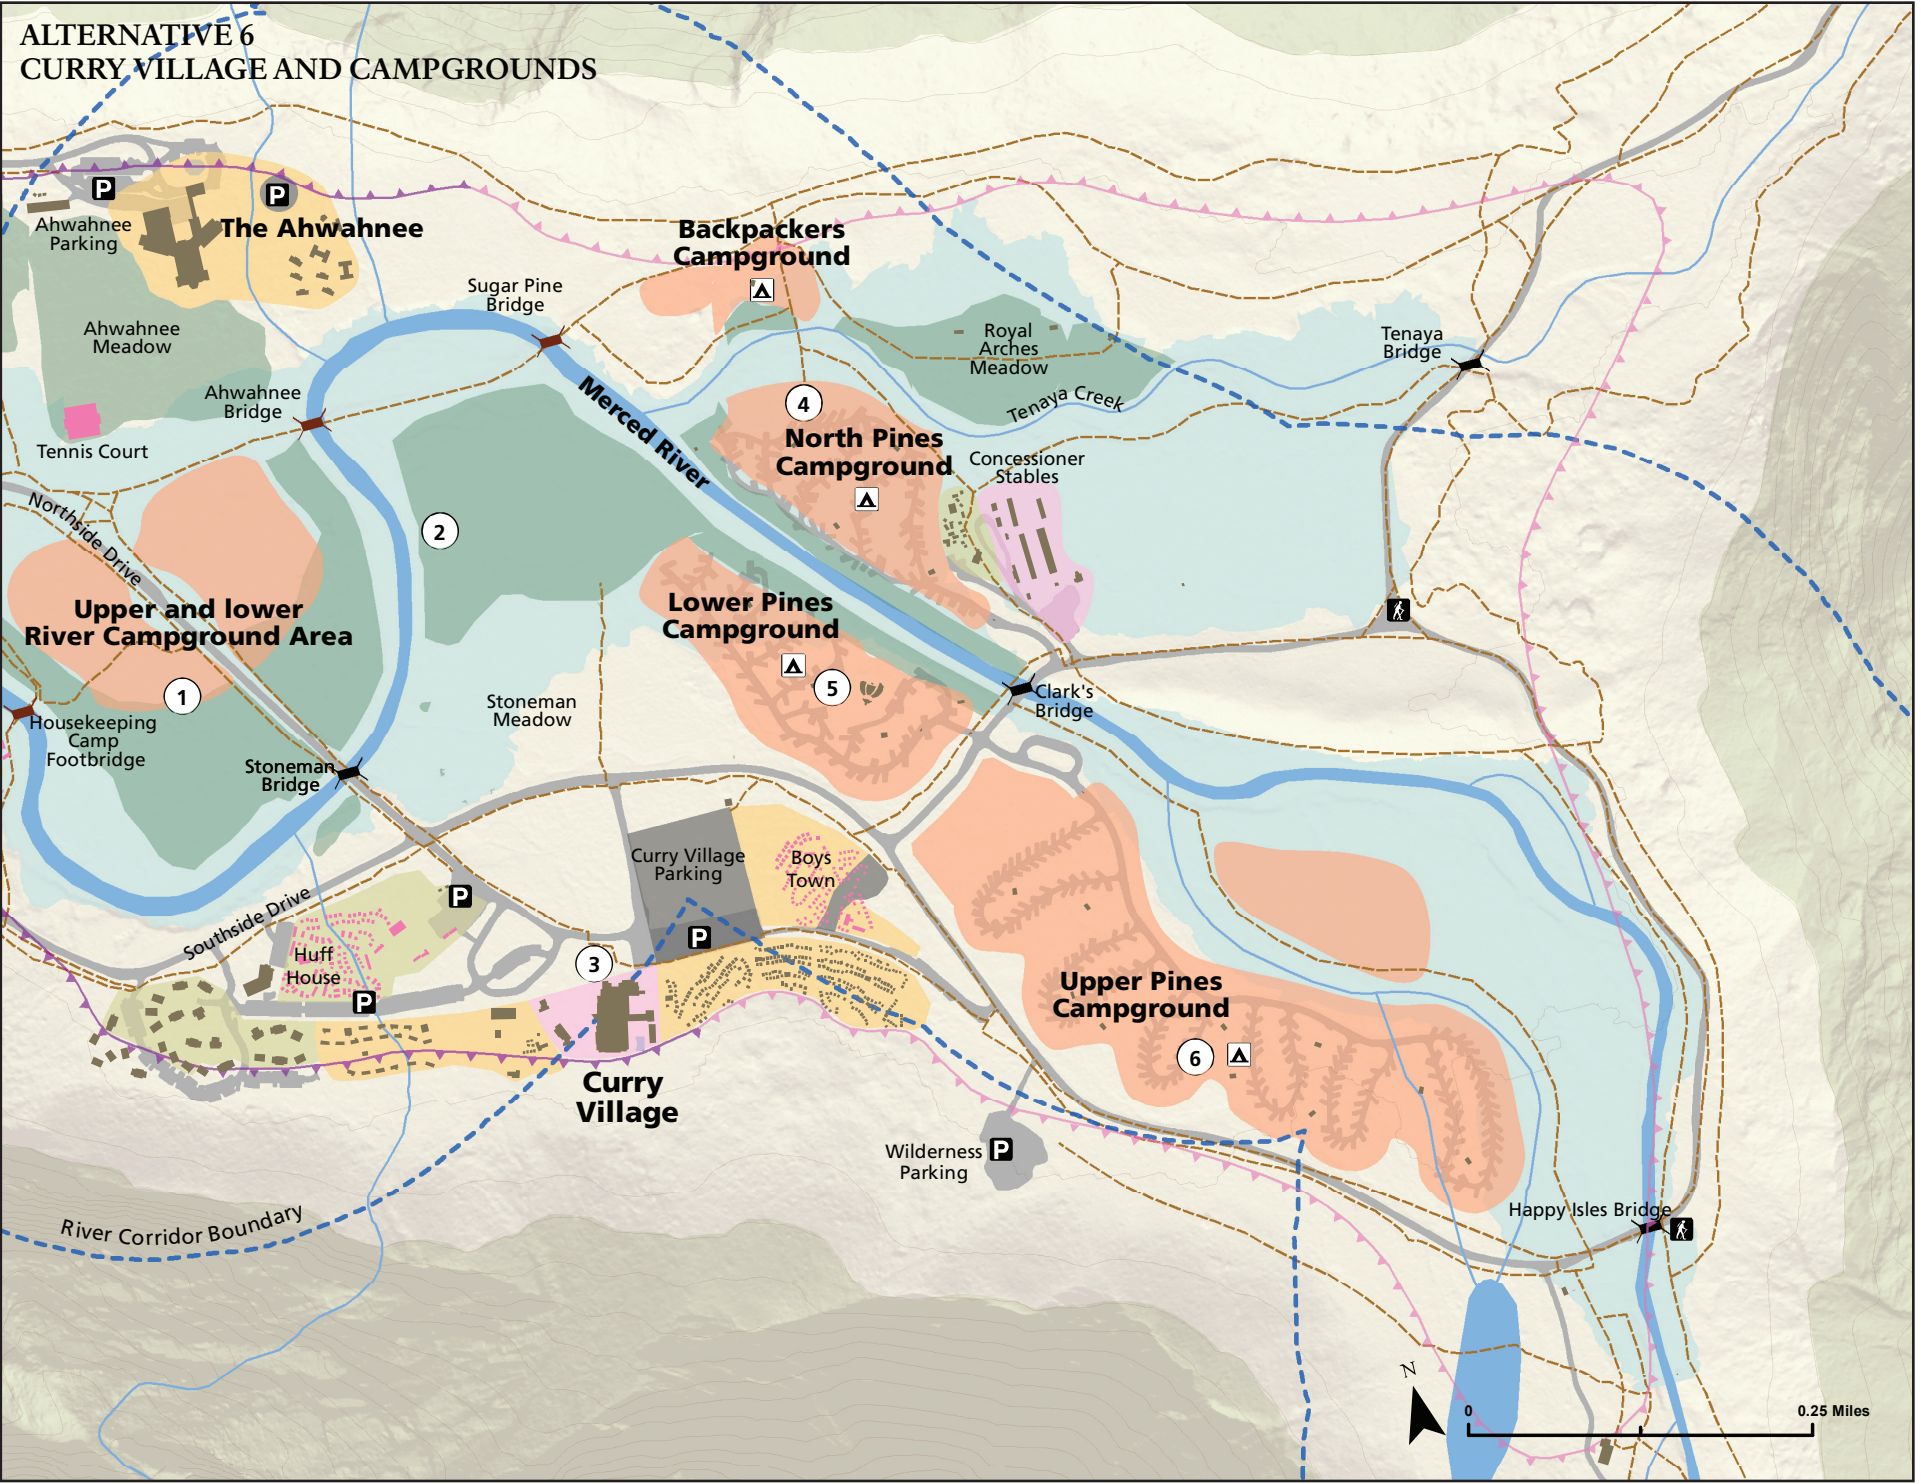 ALTERNATIVE 6
CURRY VILLAGE AND CAMPGROUNDS
P
P
Ahwahnee
Parking
The Ahwahnee
Backpackers
Campground
Sugar Pine
Bridge
Ahwahnee
Meadow
Royal
Arches
Meadow
Tenaya
Bridge
Ahwahnee
Bridge
Merced River
4
Tenaya Creek
Tennis Court
North Pines
Campground
Concessioner
Stables
Northside Drive
2
Upper and lower
River Campground Area
Lower Pines
Campground
1
5
Stoneman
Meadow
Clark's
Bridge
Housekeeping
Camp
Footbridge
Stoneman
Bridge
Curry Village
Parking
Boys
Town
P
Southside Drive
Huff
House
3
P
P
Upper Pines
Campground
6
Curry
Village
Wilderness
Parking
P
River Corridor Boundary
Happy Isles Bridge
N
0
0.25 Miles